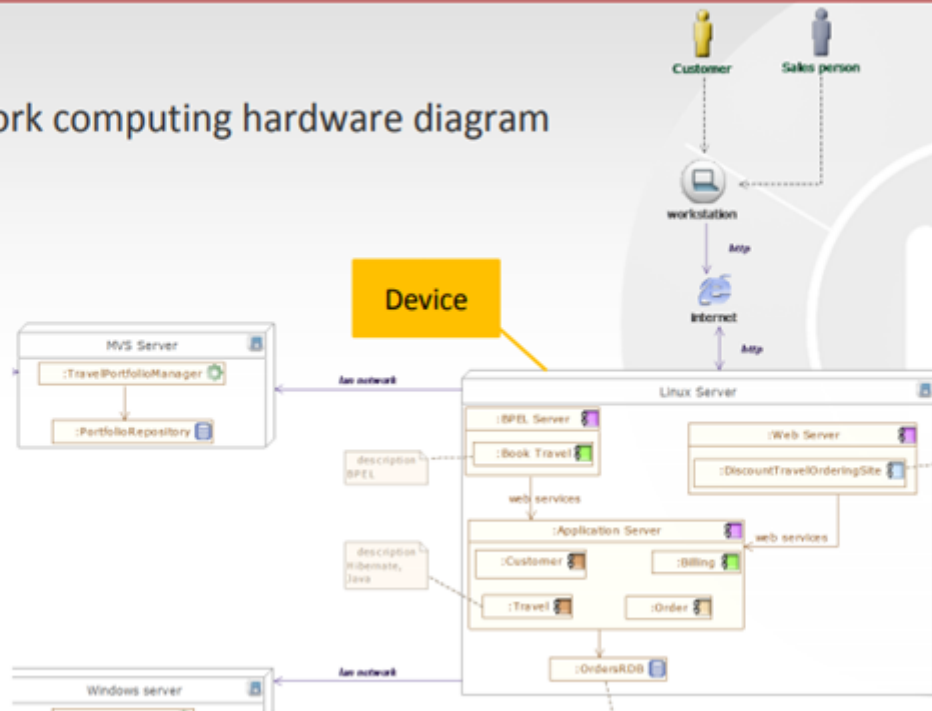 ork computing hardware diagram
Customer
Sales person
workstation
http
Internet
http
Device
MVS Server
:TravelPortfolioManager
:PortfolioRepository
lan network
Linux Server
:BPEL Server
:Book Travel
description
BPEL
web services
:Web Server
:DiscountTravelOrderingSite
web services
:Application Server
:Customer
:Billing
:Travel
:Order
description
Hibernate,
Java
:OrdersRDB
lan network
Windows server